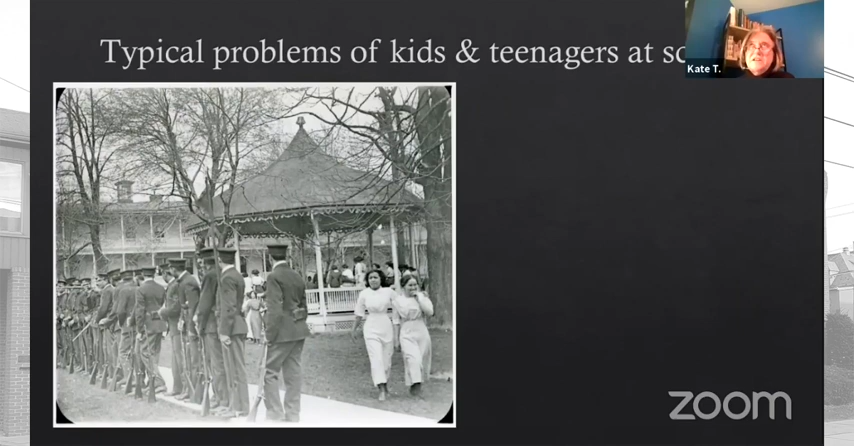 Typical problems of kids & teenagers at sc
Kate T.
zoom